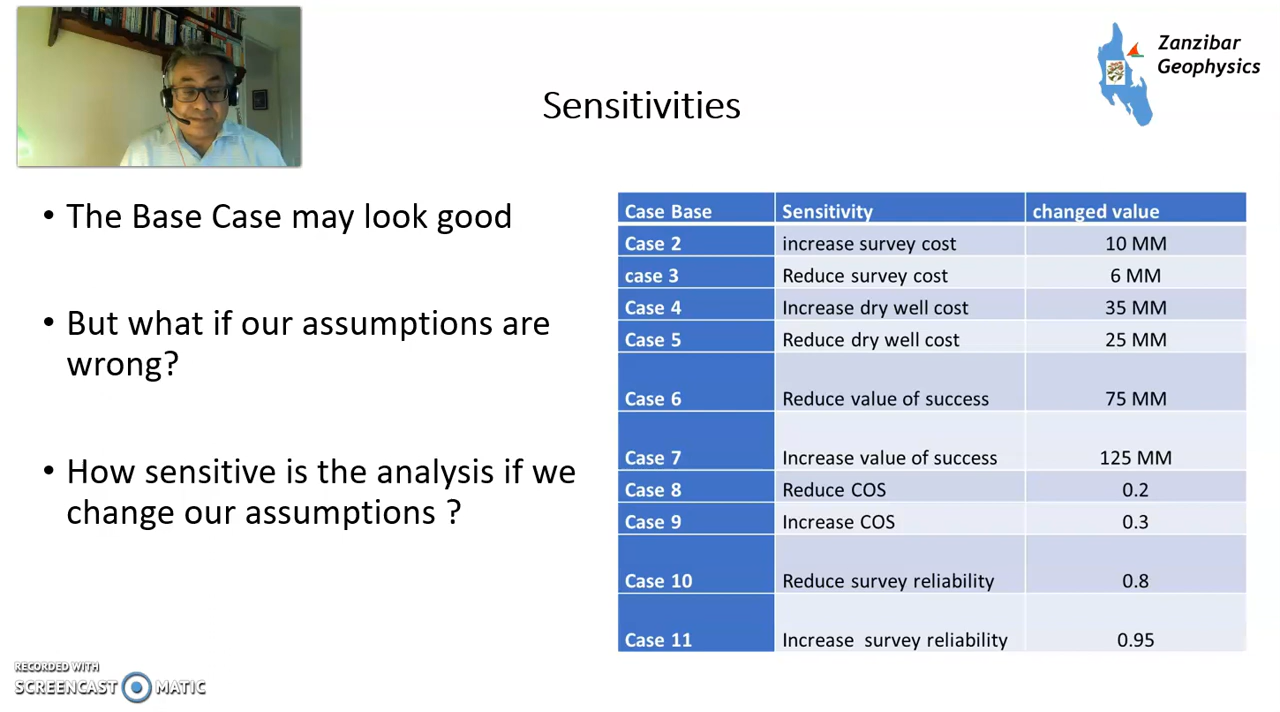 Zanzibar
Geophysics
Sensitivities
• The Base Case may look good
• But what if our assumptions are
wrong?
• How sensitive is the analysis if we
change our assumptions ?
Case Base Sensitivity changed value
Case 2 increase survey cost 10 MM
case 3 Reduce survey cost 6 MM
Case 4 Increase dry well cost 35 MM
Case 5 Reduce dry well cost 25 MM
Case 6 Reduce value of success 75 MM
Case 7 Increase value of success 125 MM
Case 8 Reduce COS 0.2
Case 9 Increase COS 0.3
Case 10 Reduce survey reliability 0.8
Case 11 Increase survey reliability 0.95
RECORDED WITH
SCREENCAST MATIC